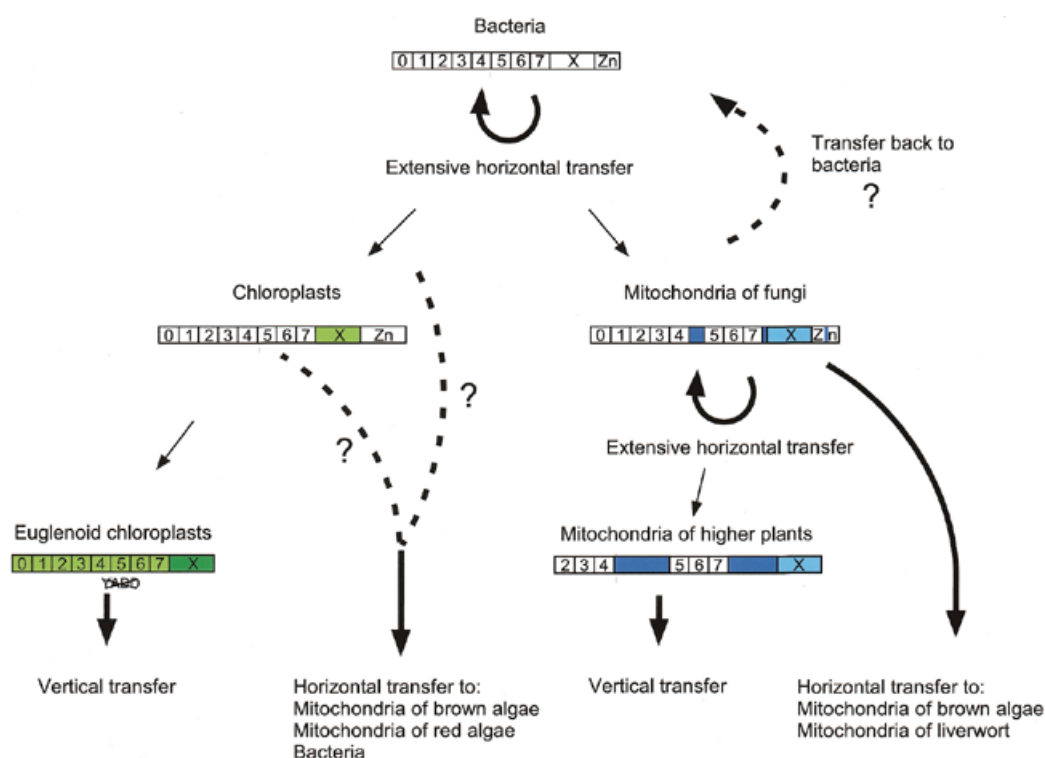 Bacteria
0 1 2 3 4 5 6 7 X Zn
Extensive horizontal transfer
Transfer back to
bacteria
?
Chloroplasts
0 1 2 3 4 5 6 7 X Zn
Mitochondria of fungi
0 1 2 3 4 5 6 7 X Zn
?
?
Extensive horizontal transfer
Euglenoid chloroplasts
0 1 2 3 4 5 6 7 X
Mitochondria of higher plants
2 3 4 5 6 7 X
Vertical transfer
Horizontal transfer to:
Mitochondria of brown algae
Mitochondria of red algae
Bacteria
Vertical transfer
Horizontal transfer to:
Mitochondria of brown algae
Mitochondria of liverwort